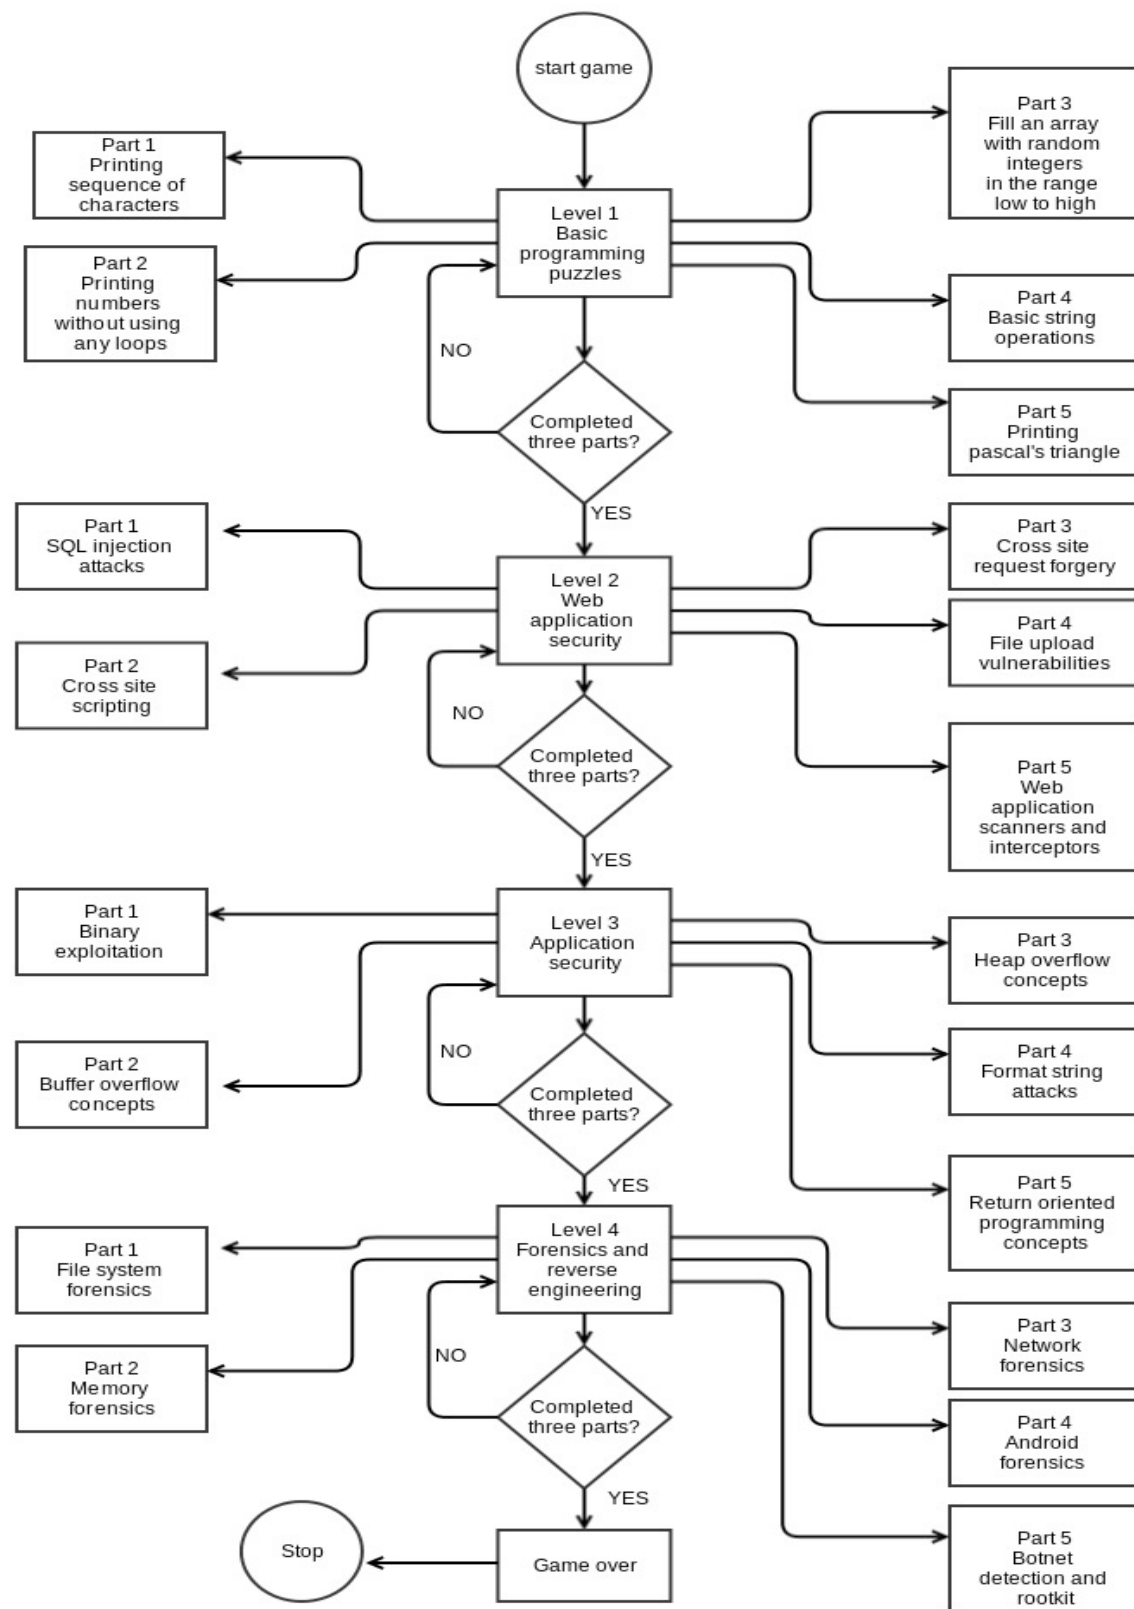 start game
Part 1
Printing
sequence of
characters
Part 2
Printing
numbers
without using
any loops
Level 1
Basic
programming
puzzles
Part 3
Fill an array
with random
integers
in the range
low to high
Part 4
Basic string
operations
Part 5
Printing
pascal's triangle
NO
Completed
three parts?
YES
Part 1
SQL injection
attacks
Part 2
Cross site
scripting
Level 2
Web
application
security
Part 3
Cross site
request forgery
Part 4
File upload
vulnerabilities
Part 5
Web
application
scanners and
interceptors
NO
Completed
three parts?
YES
Part 1
Binary
exploitation
Part 2
Buffer overflow
concepts
Level 3
Application
security
Part 3
Heap overflow
concepts
Part 4
Format string
attacks
Part 5
Return oriented
programming
concepts
NO
Completed
three parts?
YES
Part 1
File system
forensics
Part 2
Memory
forensics
Level 4
Forensics and
reverse
engineering
Part 3
Network
forensics
Part 4
Android
forensics
Part 5
Botnet
detection and
rootkit
NO
Completed
three parts?
YES
Game over
Stop